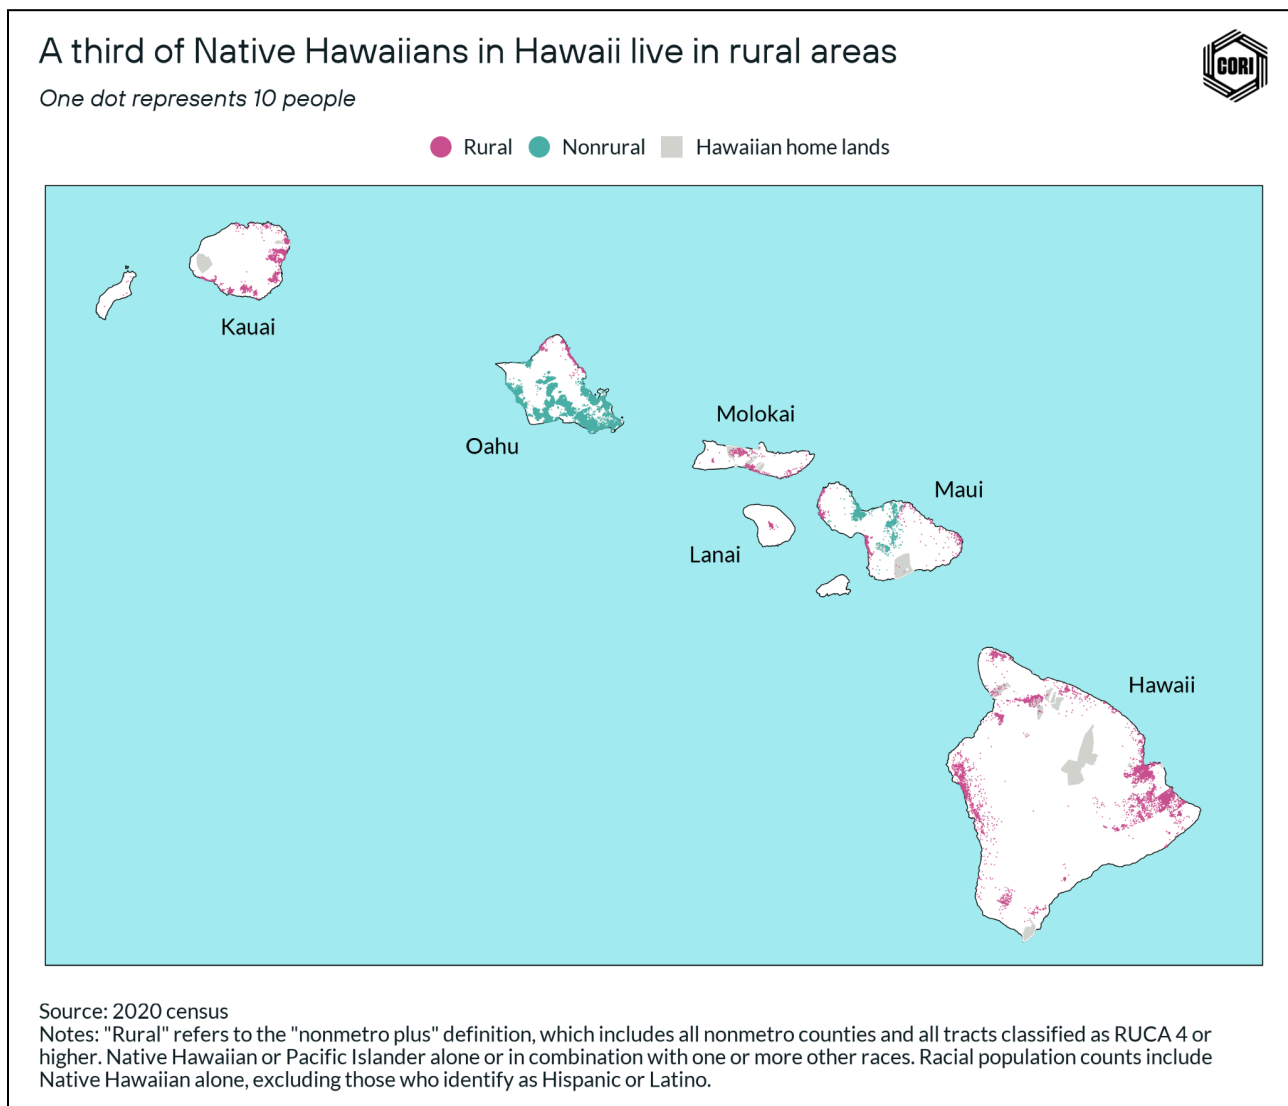 A third of Native Hawaiians in Hawaii live in rural areas
CORI
One dot represents 10 people
Rural Nonrural Hawaiian home lands
Kauai
Oahu
Molokai
Maui
Lanai
Hawaii
Source: 2020 census
Notes: "Rural" refers to the "nonmetro plus" definition, which includes all nonmetro counties and all tracts classified as RUCA 4 or
higher. Native Hawaiian or Pacific Islander alone or in combination with one or more other races. Racial population counts include
Native Hawaiian alone, excluding those who identify as Hispanic or Latino.